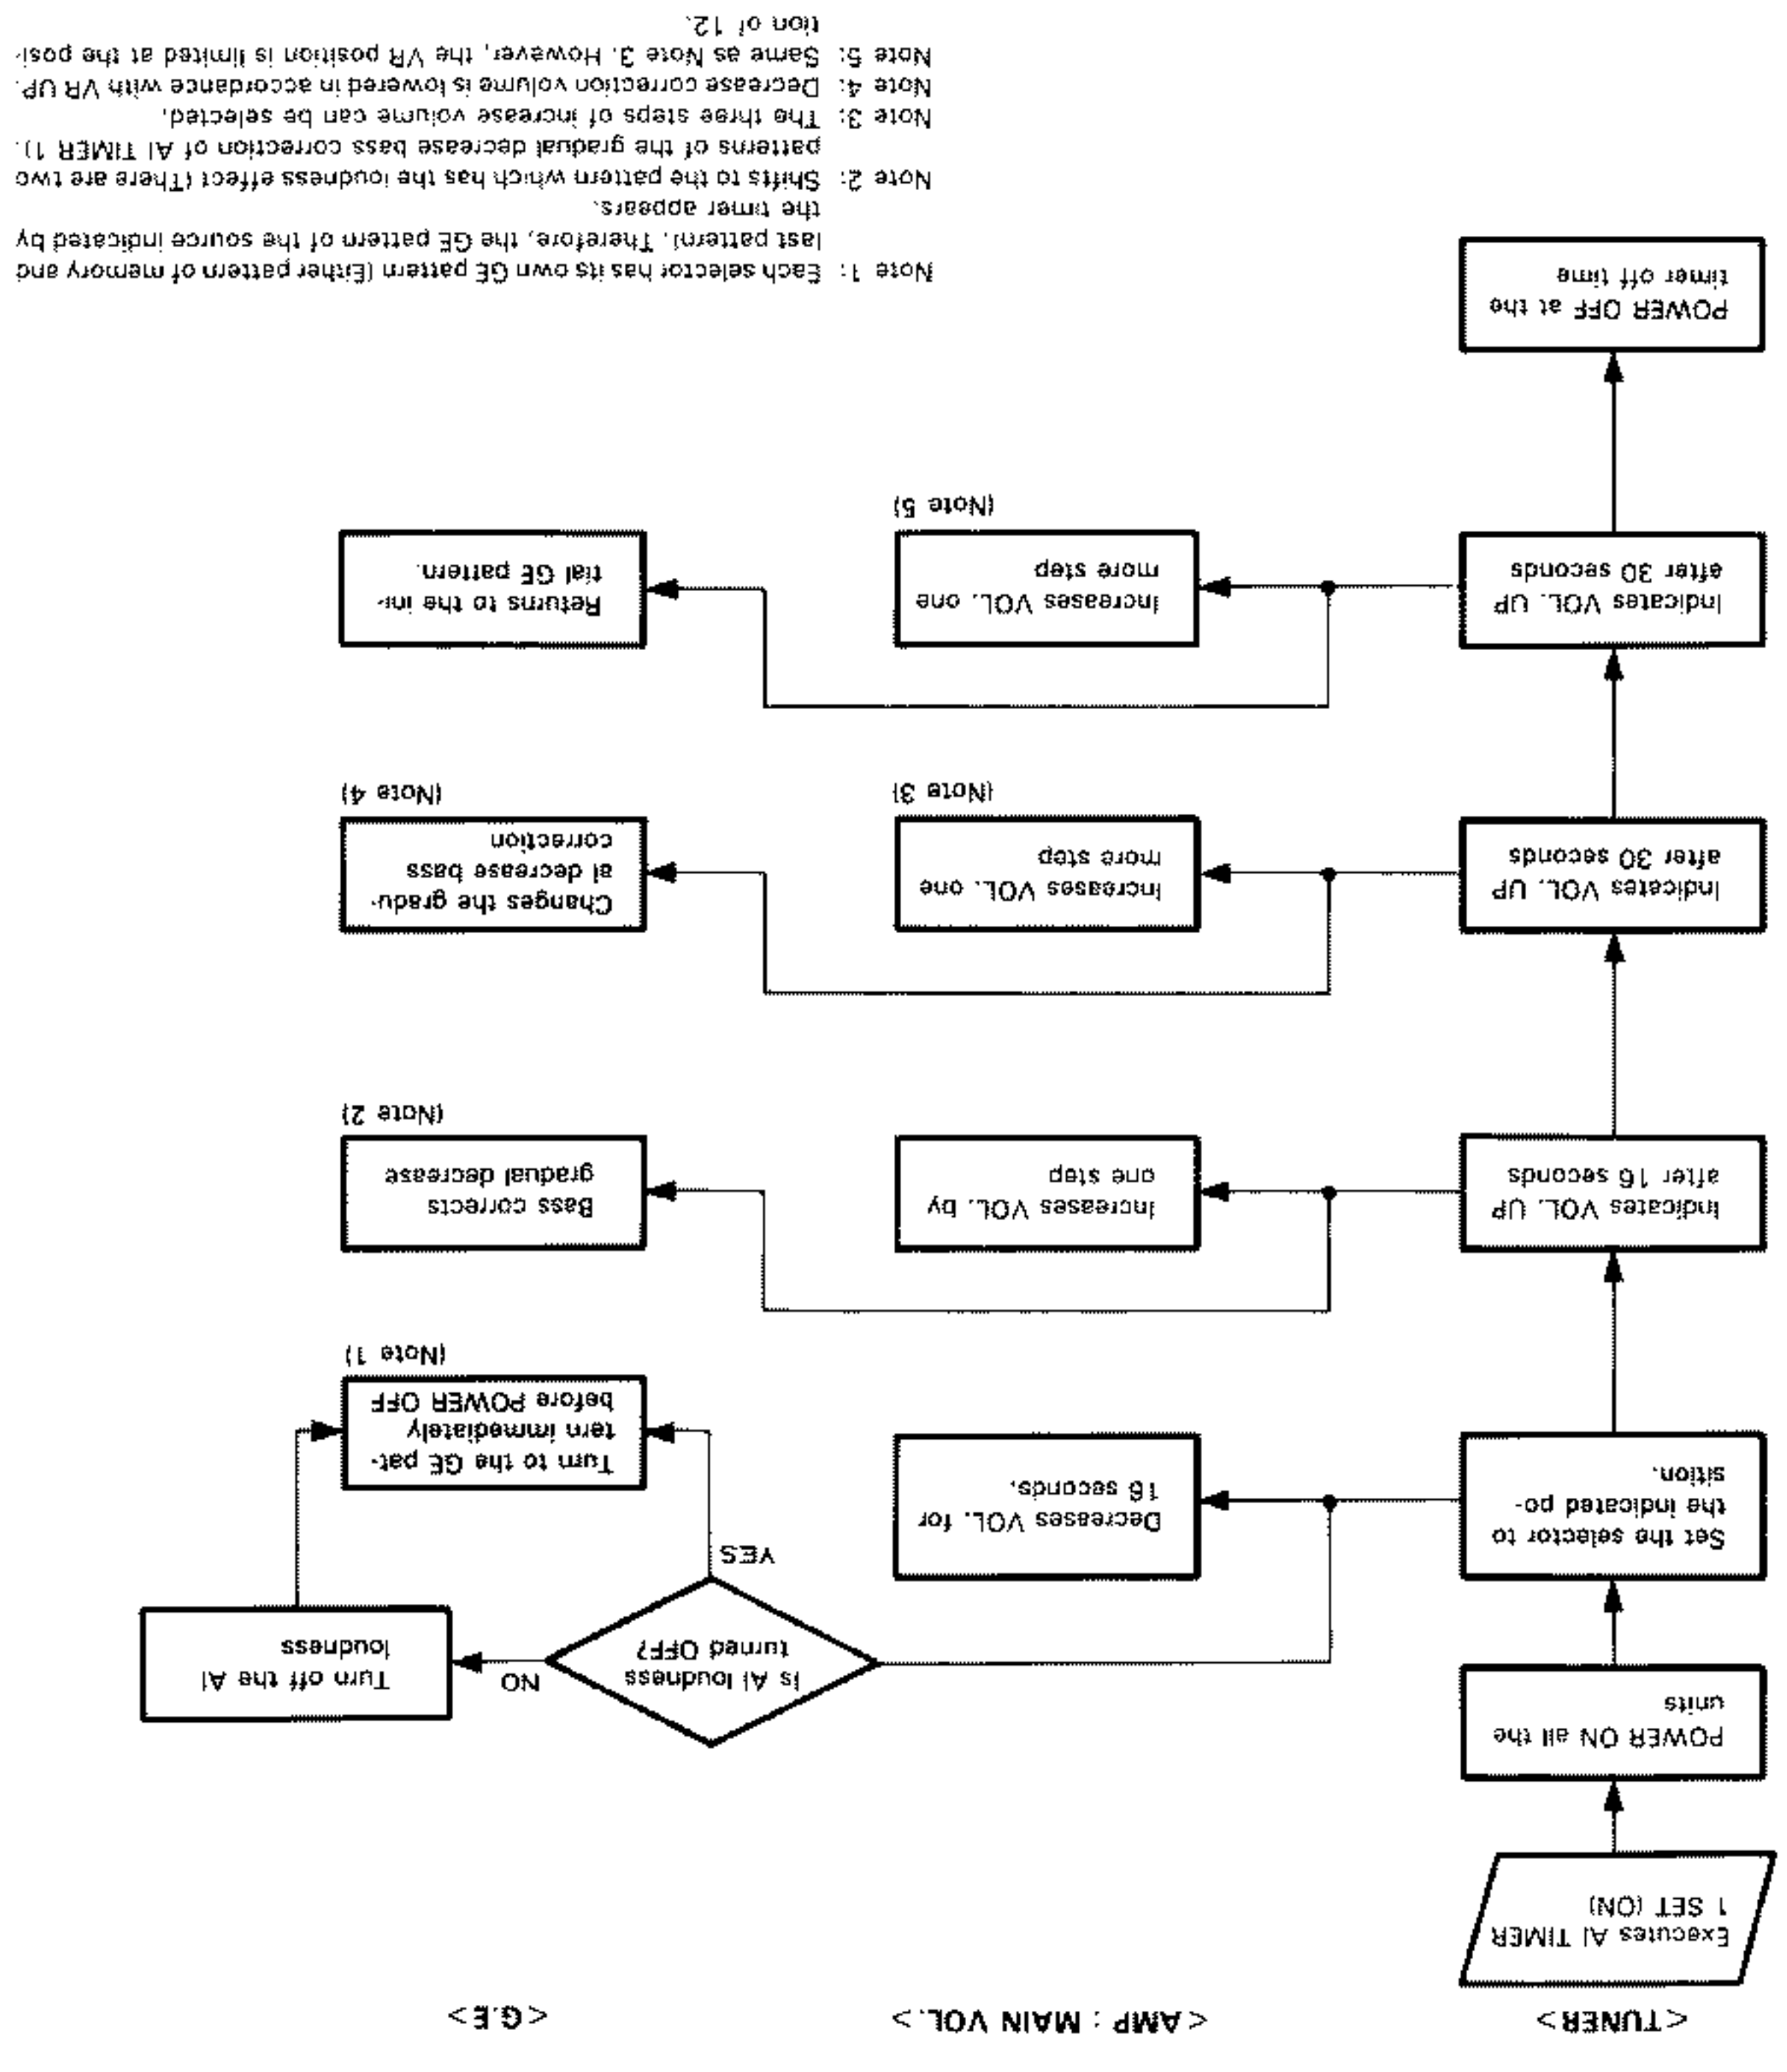 <TUNER>
<AMP : MAIN VOL.>
<G.E>
Executes AI TIMER
1 SET (ON)
POWER ON all the
units
Set the selector to
the indicated po-
sition.
Decreases VOL. for
16 seconds.
Is AI loudness
turned OFF?
NO
YES
Turn off the AI
loudness
Turn to the GE pat-
tern immediately
before POWER OFF
(Note 1)
Indicates VOL. UP
after 16 seconds
Increases VOL. by
one step
Bass corrects
gradual decrease
(Note 2)
Indicates VOL. UP
after 30 seconds
Increases VOL. one
more step
(Note 3)
Changes the gradu-
al decrease bass
correction
(Note 4)
Indicates VOL. UP
after 30 seconds
Increases VOL. one
more step
(Note 5)
Returns to the ini-
tial GE pattern.
POWER OFF at the
timer off time
Note 1: Each selector has its own GE pattern (Either pattern of memory and
last pattern). Therefore, the GE pattern of the source indicated by
the timer appears.
Note 2: Shifts to the pattern which has the loudness effect (There are two
patterns of the gradual decrease bass correction of AI TIMER 1).
Note 3: The three steps of increase volume can be selected.
Note 4: Decrease correction volume is lowered in accordance with VR UP.
Note 5: Same as Note 3. However, the VR position is limited at the posi-
tion of 12.